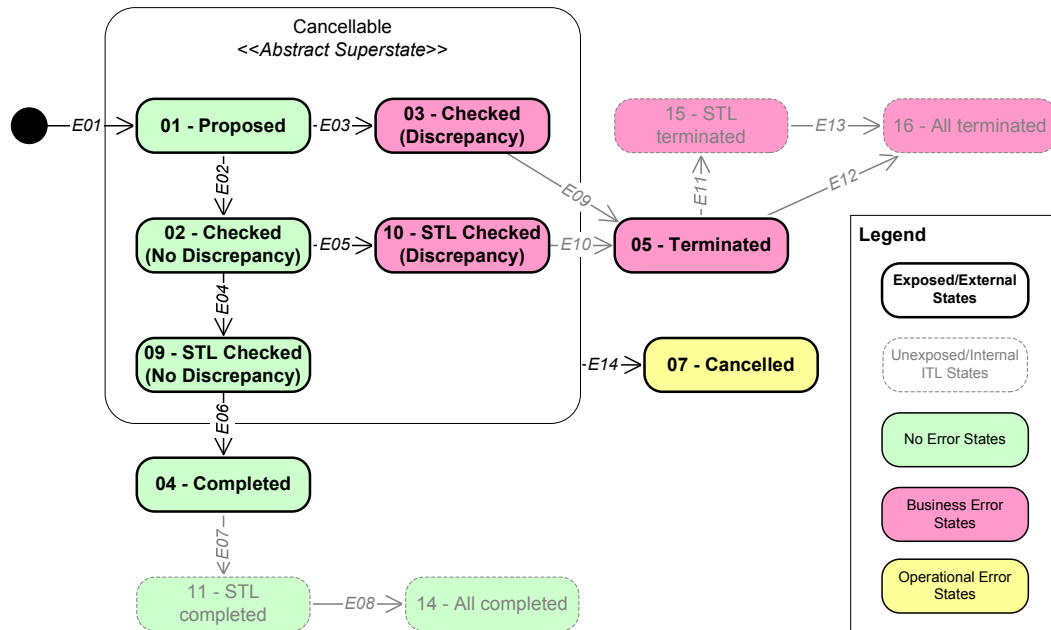 Cancellable
<<Abstract Superstate>>
E01
01 - Proposed
E03
03 - Checked
(Discrepancy)
15 - STL
terminated
E13
16 - All terminated
E02
E09
E11
E12
02 - Checked
(No Discrepancy)
E05
10 - STL Checked
(Discrepancy)
E10
05 - Terminated
E04
09 - STL Checked
(No Discrepancy)
E14
07 - Cancelled
E06
04 - Completed
E07
11 - STL
completed
E08
14 - All completed
Legend
Exposed/External
States
Unexposed/Internal
ITL States
No Error States
Business Error
States
Operational Error
States